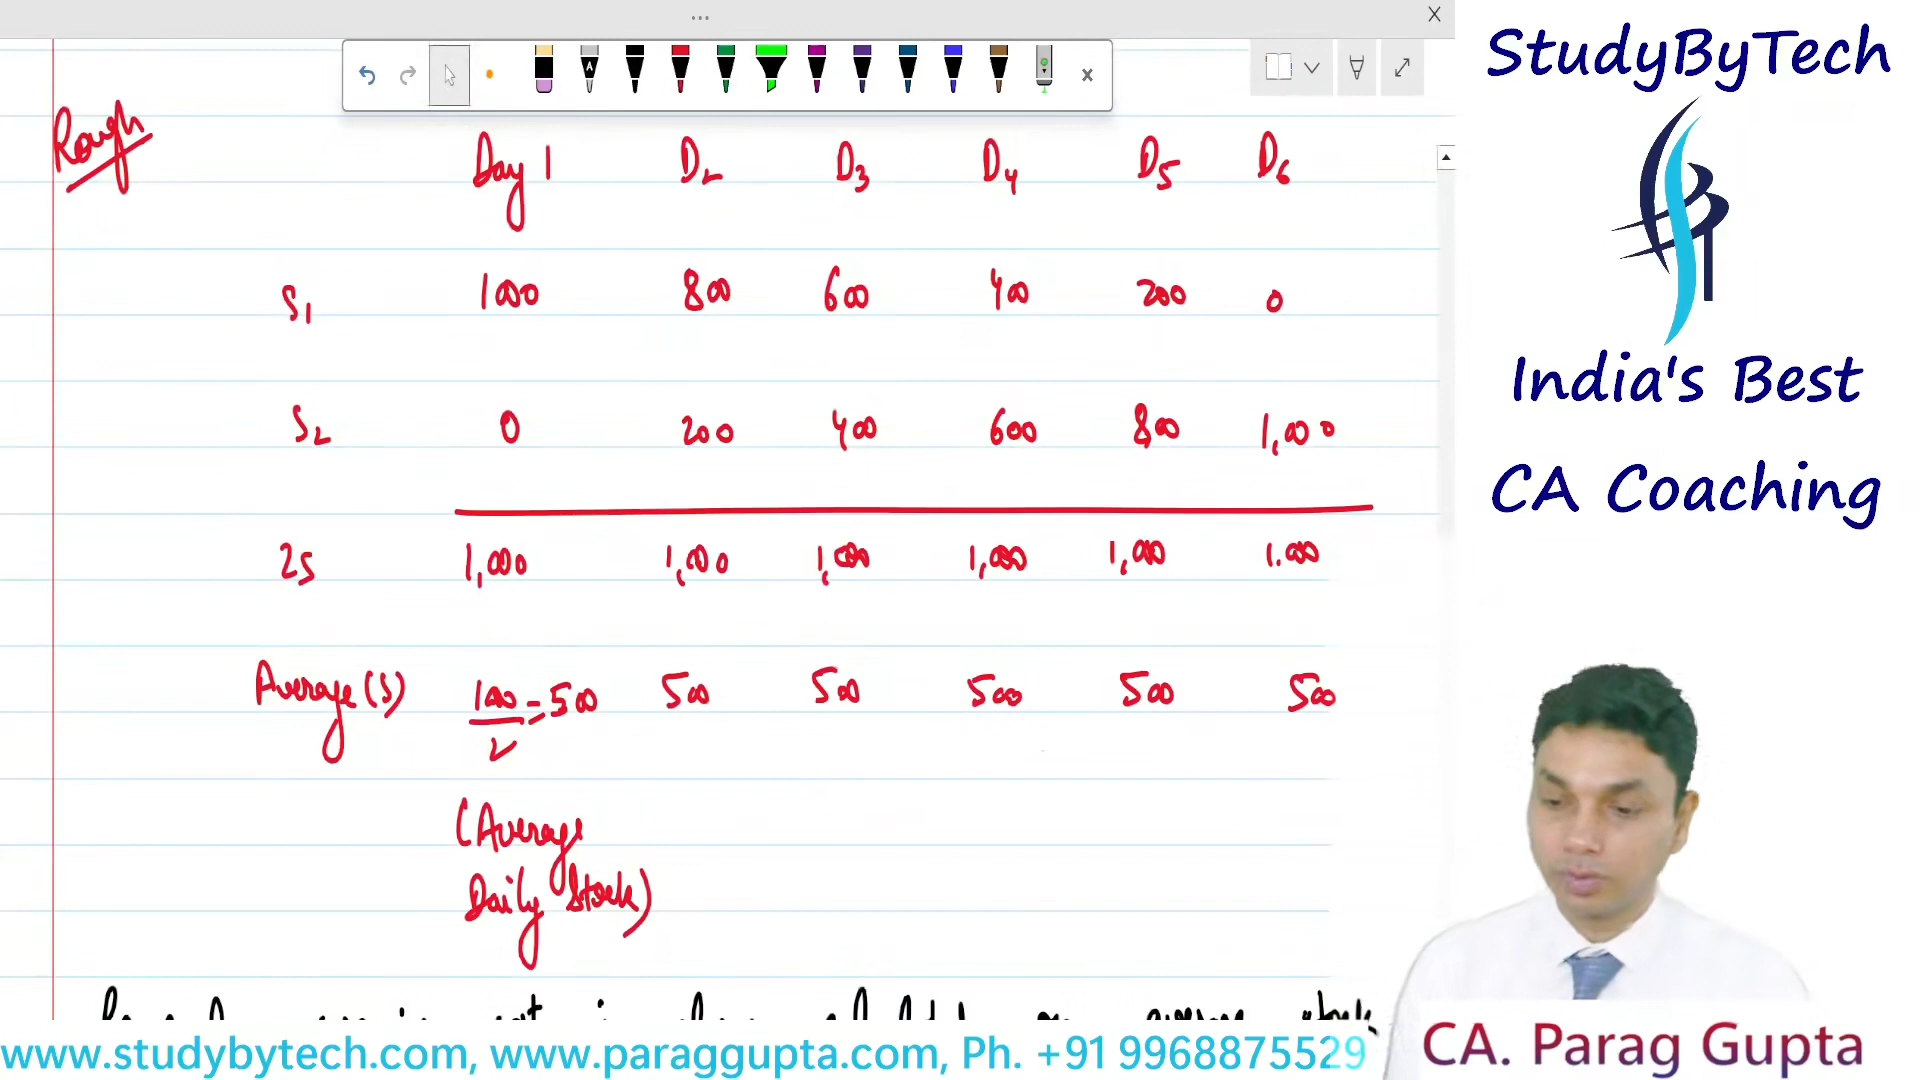 StudyByTech
Rough
Day 1 D2 D3 D4 D5 D6
S1 1000 800 600 400 200 0
S2 0 200 400 600 800 1,000
2S 1,000 1,000 1,000 1,000 1,000 1.000
Average (S) 1000/2 = 500 500 500 500 500 500
(Average
Daily Stock)
India's Best
CA Coaching
average stock
www.studybytech.com, www.paraggupta.com, Ph. +91 9968875529
CA. Parag Gupta